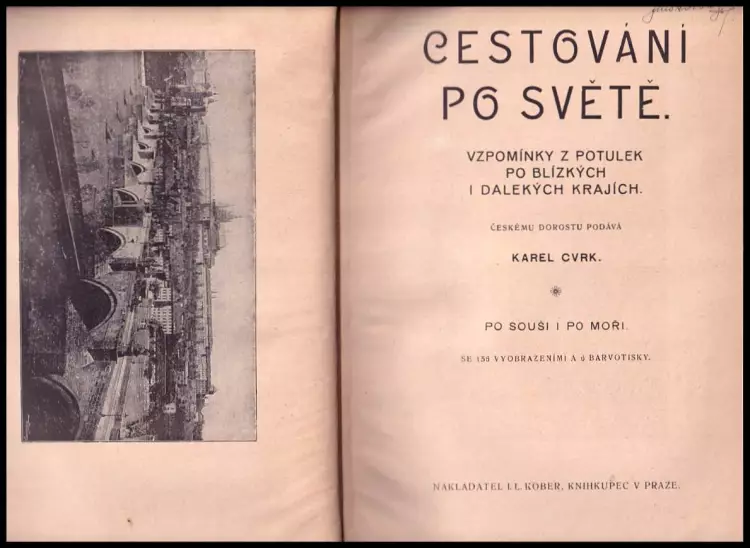 CESTOVÁNÍ
PO SVĚTĚ.
VZPOMÍNKY Z POTULEK
PO BLÍZKÝCH
I DALEKÝCH KRAJÍCH.
ČESKÉMU DOROSTU PODÁVÁ
KAREL CVRK.
PO SOUŠI I PO MOŘI.
SE 156 VYOBRAZENÍMI A 6 BARVOTISKY.
NAKLADATEL I. L. KOBER, KNIHKUPEC V PRAZE.